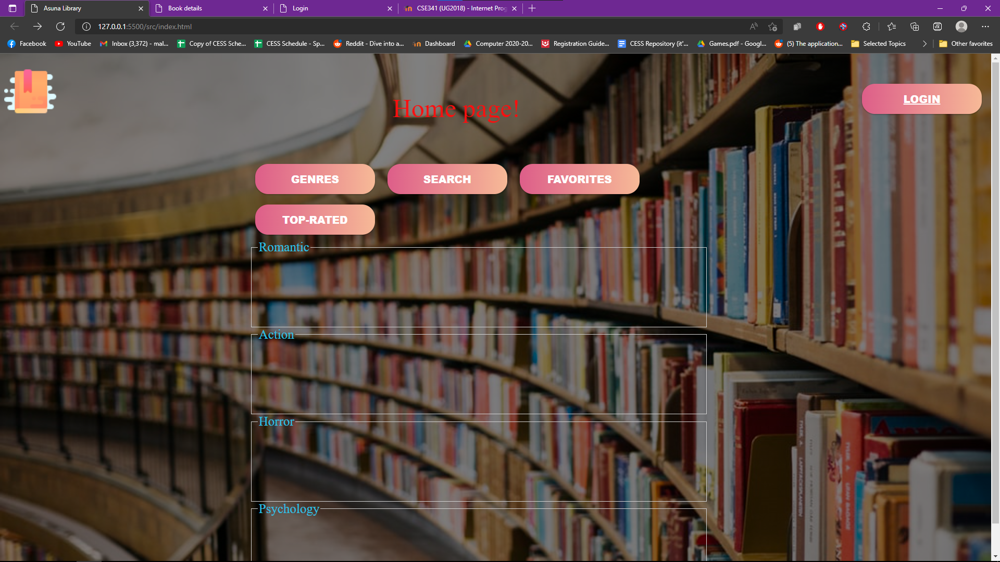 Asuna Library
Book details
Login
CSE341 (UG2018) - Internet Prog
127.0.0.1:5500/src/index.html
Facebook
YouTube
Inbox (3,372) - mal...
Copy of CESS Sche...
CESS Schedule - Sp...
Reddit - Dive into a...
Dashboard
Computer 2020-202...
Registration Guide...
CESS Repository (it'...
Games.pdf - Googl...
(5) The application...
Selected Topics
Other favorites
Home page!
LOGIN
GENRES
SEARCH
FAVORITES
TOP-RATED
Romantic
Action
Horror
Psychology